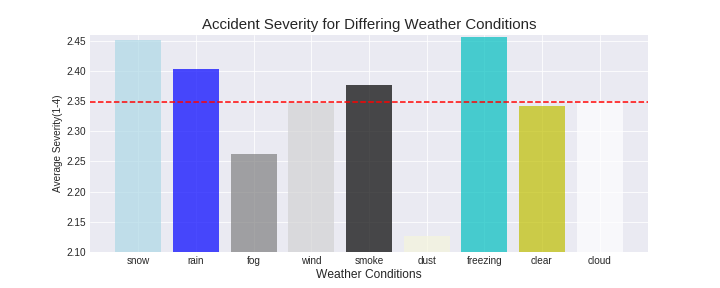 Accident Severity for Differing Weather Conditions
Average Severity(1-4)
2.45
2.40
2.35
2.30
2.25
2.20
2.15
2.10
snow rain fog wind smoke dust freezing clear cloud
Weather Conditions